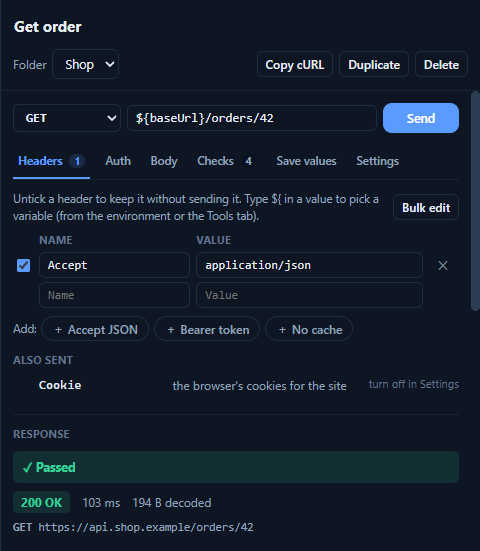 Get order
Folder Shop Copy cURL Duplicate Delete
GET ${baseUrl}/orders/42 Send
Headers 1 Auth Body Checks 4 Save values Settings
Untick a header to keep it without sending it. Type ${ in a value to pick a
variable (from the environment or the Tools tab).
Bulk edit
NAME VALUE
Accept application/json ×
Name Value
Add: + Accept JSON + Bearer token + No cache
ALSO SENT
Cookie the browser's cookies for the site turn off in Settings
RESPONSE
✓ Passed
200 OK 103 ms 194 B decoded
GET https://api.shop.example/orders/42